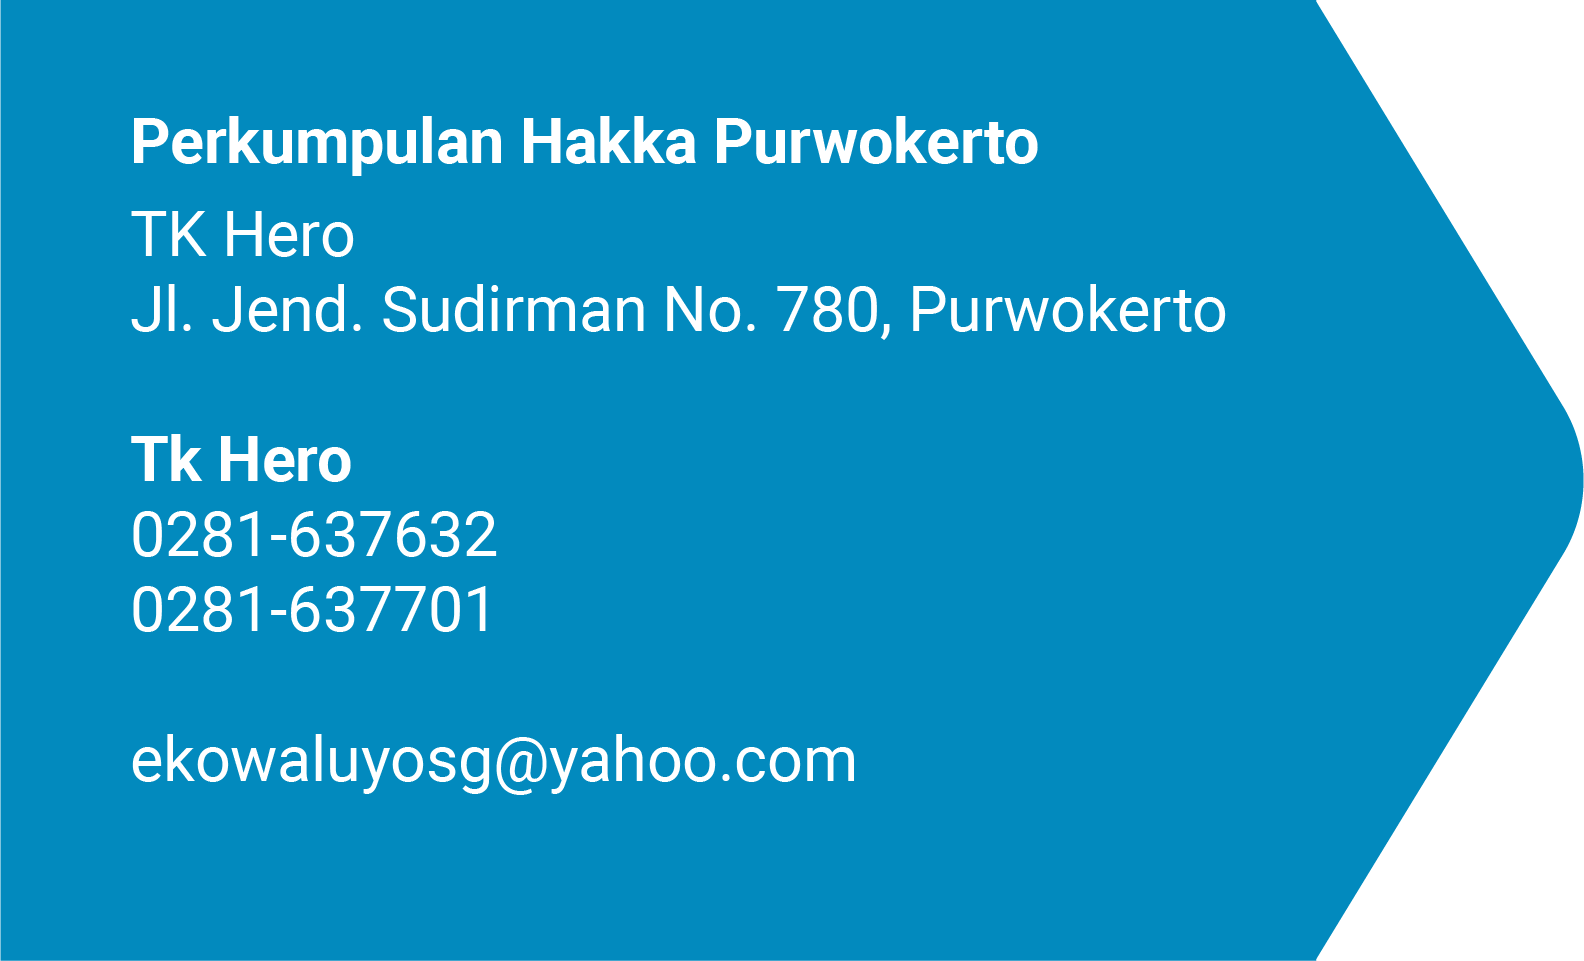 Perkumpulan Hakka Purwokerto
TK Hero
Jl. Jend. Sudirman No. 780, Purwokerto
Tk Hero
0281-637632
0281-637701
ekowaluyosg@yahoo.com